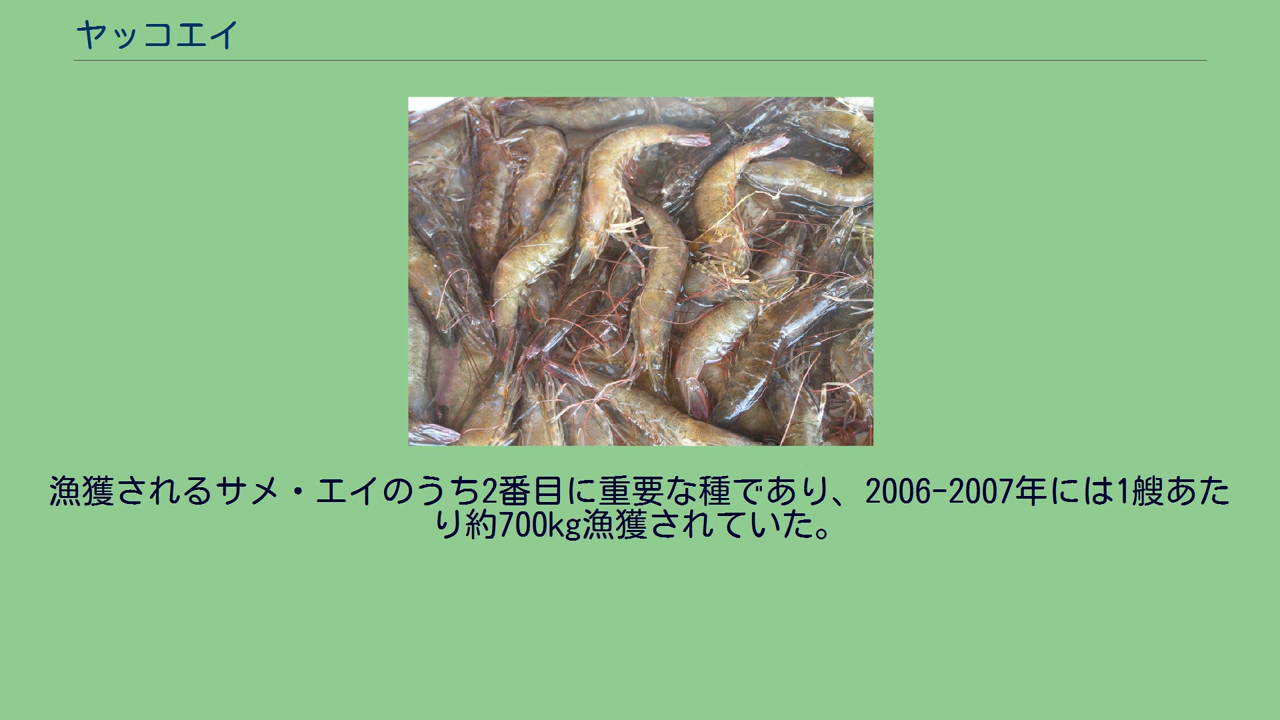 ヤッコエイ
漁獲されるサメ・エイのうち2番目に重要な種であり、2006-2007年には1艘あた
り約700kg漁獲されていた。